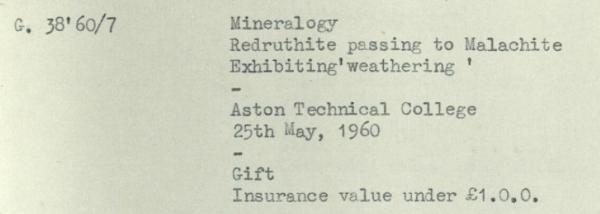 G. 38'60/7 Mineralogy
Redruthite passing to Malachite
Exhibiting'weathering '
-
Aston Technical College
25th May, 1960
-
Gift
Insurance value under £1.0.0.